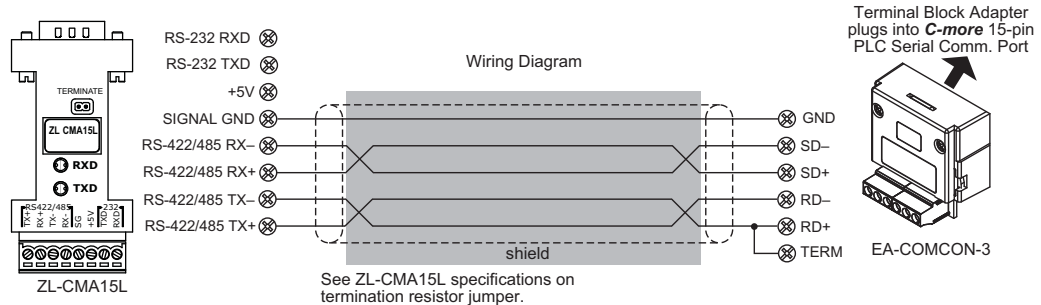 Terminal Block Adapter
plugs into C-more 15-pin
PLC Serial Comm. Port
Wiring Diagram
TERMINATE
ZL CMA15L
RXD
TXD
RS422/485
232
TX+
RX+
TX-
RX-
SG
+5V
TXD
RXD
ZL-CMA15L
RS-232 RXD
RS-232 TXD
+5V
SIGNAL GND
RS-422/485 RX–
RS-422/485 RX+
RS-422/485 TX–
RS-422/485 TX+
shield
See ZL-CMA15L specifications on
termination resistor jumper.
GND
SD–
SD+
RD–
RD+
TERM
EA-COMCON-3